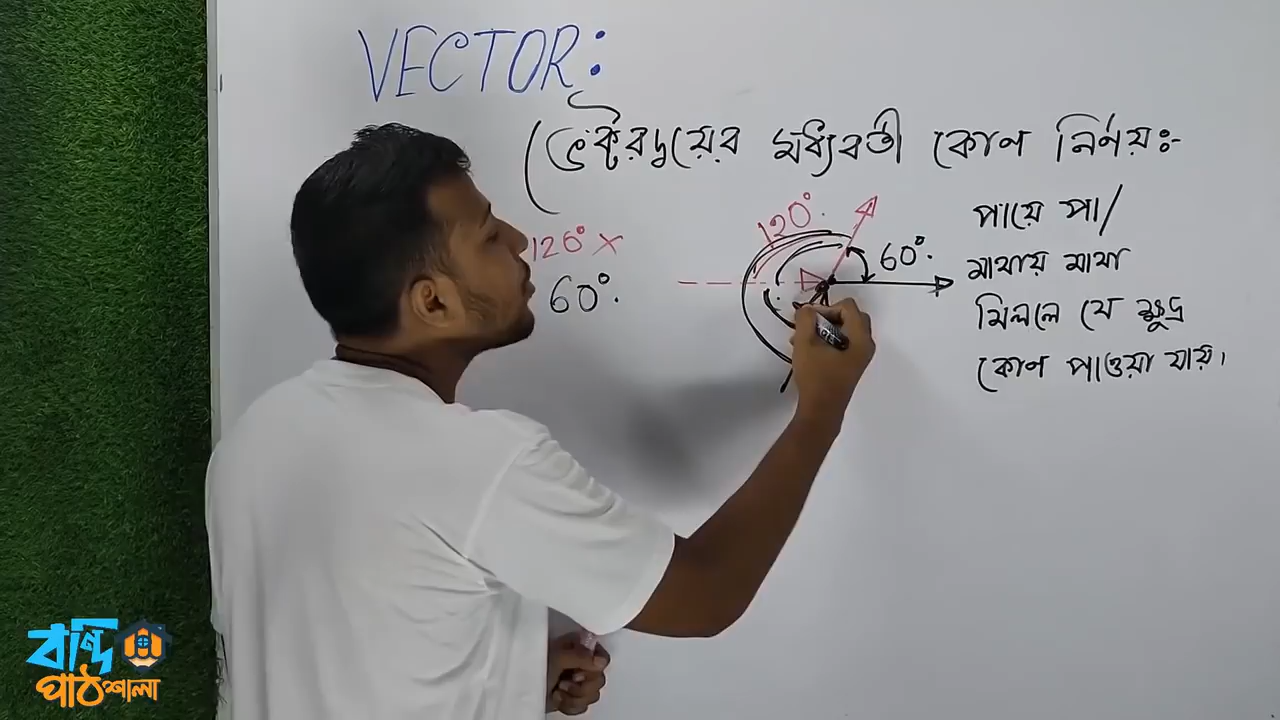 VECTOR:
(ভেক্টরদ্বয়ের মধ্যবর্তী কোণ নির্ণয়ঃ-
120° ×
60°.
120°.
60°.
পায়ে পা/
মাথায় মাথা
মিললে যে ক্ষুদ্র
কোণ পাওয়া যায়।
বন্দি
পাঠশালা